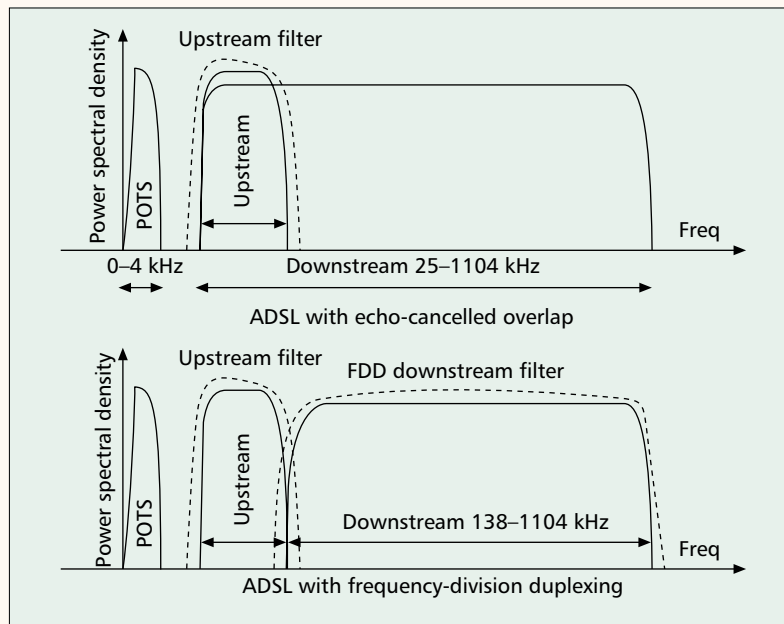 Upstream filter
Power spectral density
POTS
Upstream
Freq
0–4 kHz
Downstream 25–1104 kHz
ADSL with echo-cancelled overlap
Upstream filter
FDD downstream filter
Power spectral density
POTS
Upstream
Downstream 138–1104 kHz
Freq
ADSL with frequency-division duplexing